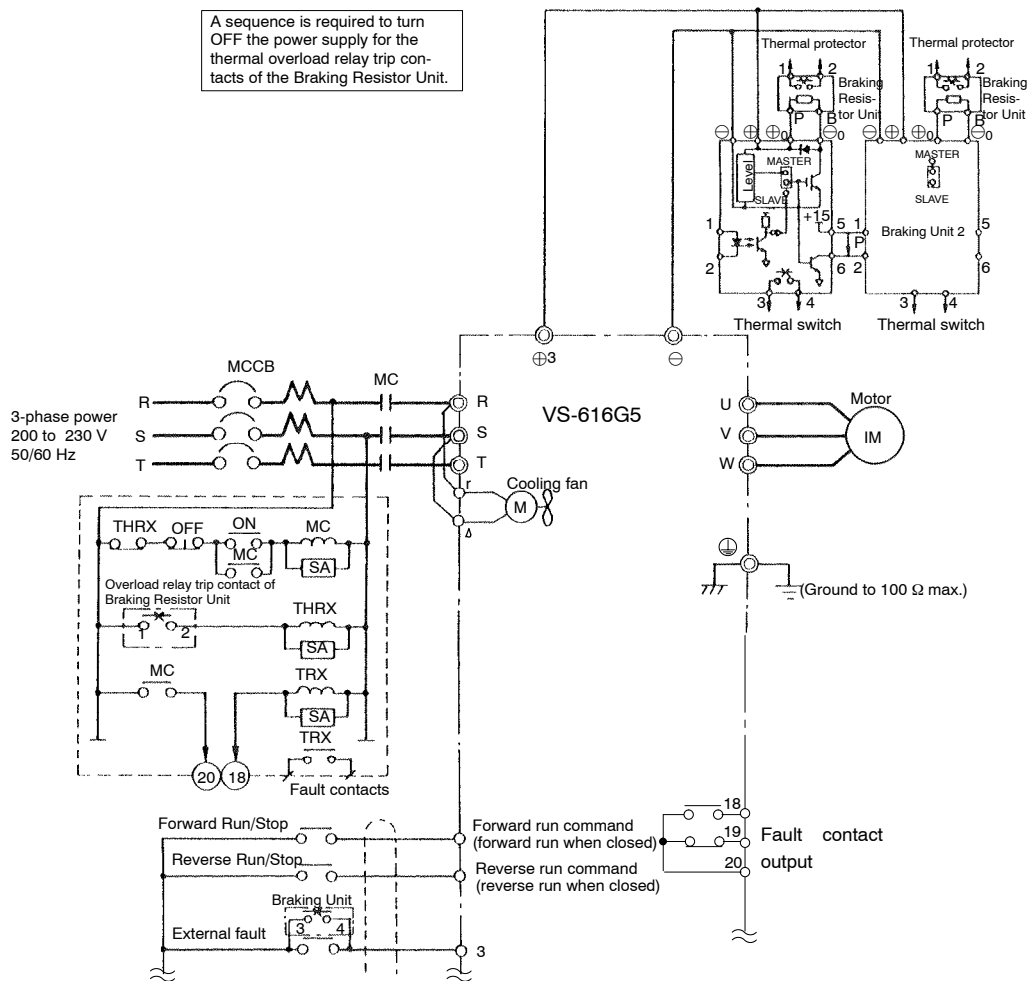 A sequence is required to turn
OFF the power supply for the
thermal overload relay trip con-
tacts of the Braking Resistor Unit.
Thermal protector
Thermal protector
1 2
1 2
Braking
Resis-
tor Unit
Braking
Resis-
tor Unit
P B
P B
⊖ ⊕ ⊕0 ⊖0
⊖ ⊕ ⊕0 ⊖0
Level
MASTER
SLAVE
+15
MASTER
SLAVE
1 5 1 5
P
Braking Unit 2
2 6 2 6
3 4
3 4
Thermal switch
Thermal switch
⊕3
⊖
MCCB
MC
3-phase power
200 to 230 V
50/60 Hz
R
S
T
R
S
T
VS-616G5
U
V
W
Motor
IM
r
Cooling fan
M
(Ground to 100 Ω max.)
THRX
OFF
ON
MC
MC
SA
Overload relay trip contact of
Braking Resistor Unit
1 2
THRX
SA
MC
TRX
SA
TRX
20 18
Fault contacts
Forward Run/Stop
Forward run command
(forward run when closed)
Reverse Run/Stop
Reverse run command
(reverse run when closed)
Braking Unit
3 4
External fault
3
18
19
20
Fault contact
output